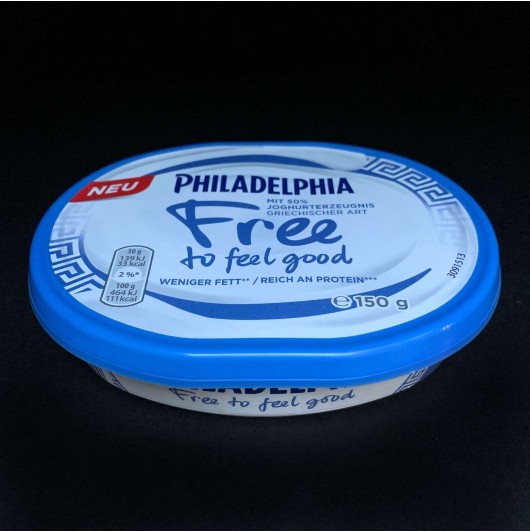 NEU
PHILADELPHIA
MIT 50%
JOGHURTERZEUGNIS
GRIECHISCHER ART
Free
to feel good
WENIGER FETT** / REICH AN PROTEIN***
30 g
139 kJ
33 kcal
2 %*
100 g
464 kJ
111 kcal
e 150 g
3091513
Free to feel good